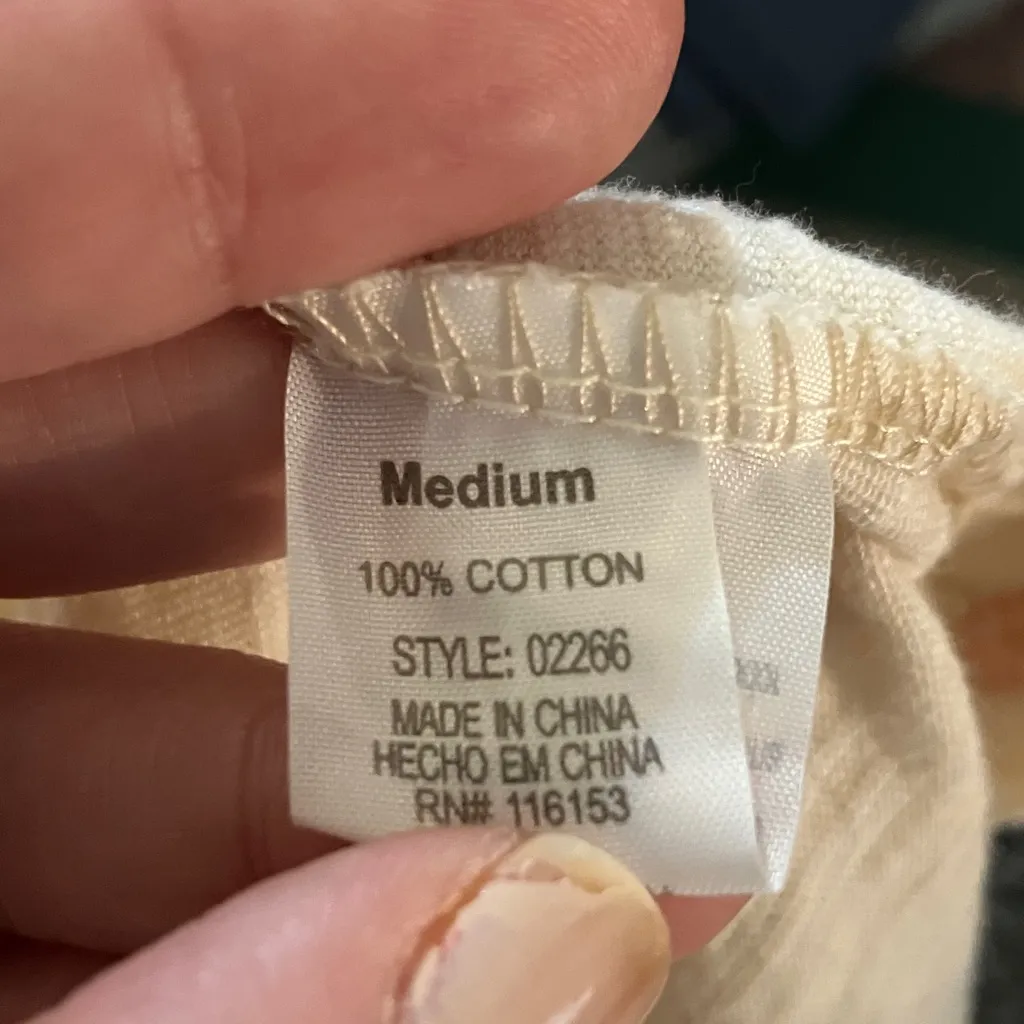 Medium
100% COTTON
STYLE: 02266
MADE IN CHINA
HECHO EM CHINA
RN# 116153